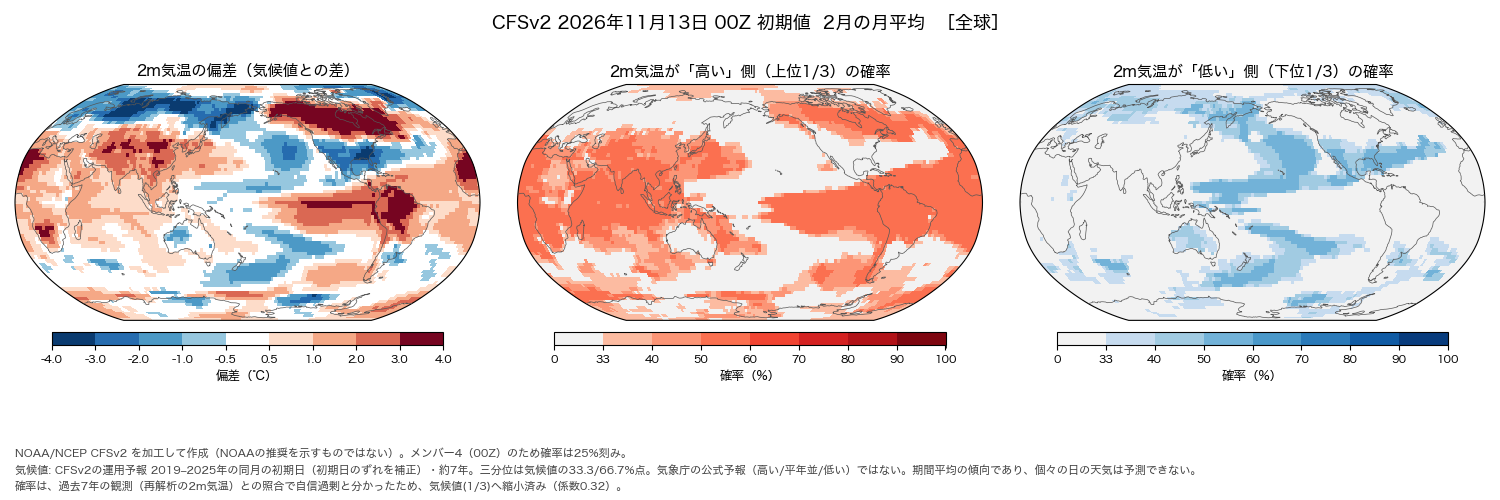 CFSv2 2026年11月13日 00Z 初期値 2月の月平均 ［全球］
2m気温の偏差（気候値との差）
2m気温が「高い」側（上位1/3）の確率
2m気温が「低い」側（下位1/3）の確率
-4.0 -3.0 -2.0 -1.0 -0.5 0.5 1.0 2.0 3.0 4.0
偏差（℃）
0 33 40 50 60 70 80 90 100
確率（%）
0 33 40 50 60 70 80 90 100
確率（%）
NOAA/NCEP CFSv2 を加工して作成（NOAAの推奨を示すものではない）。メンバー4（00Z）のため確率は25%刻み。
気候値: CFSv2の運用予報 2019–2025年の同月の初期日（初期日のずれを補正）・約7年。三分位は気候値の33.3/66.7%点。気象庁の公式予報（高い/平年並/低い）ではない。期間平均の傾向であり、個々の日の天気は予測できない。
確率は、過去7年の観測（再解析の2m気温）との照合で自信過剰と分かったため、気候値(1/3)へ縮小済み（係数0.32）。